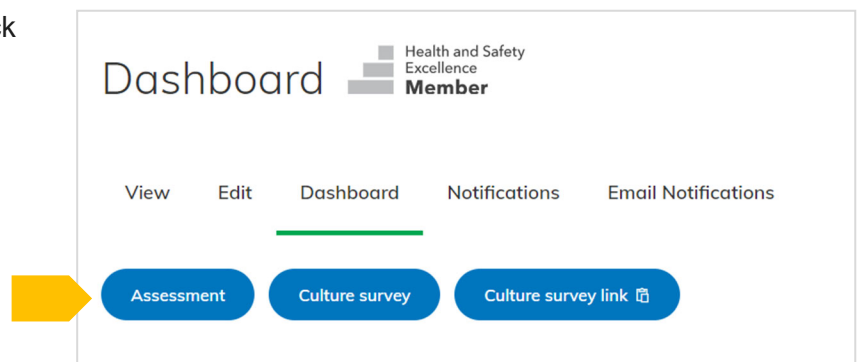 Dashboard
Health and Safety
Excellence
Member
View Edit Dashboard Notifications Email Notifications
Assessment Culture survey Culture survey link